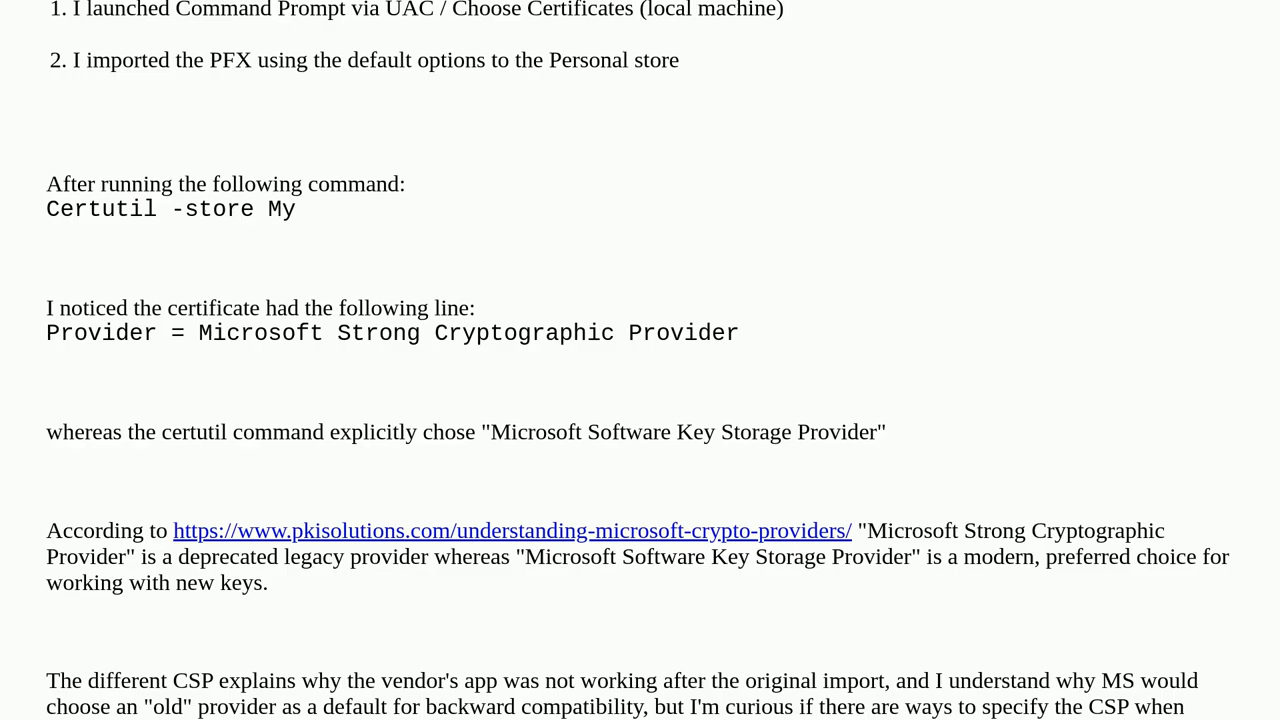 1. I launched Command Prompt via UAC / Choose Certificates (local machine)
2. I imported the PFX using the default options to the Personal store
After running the following command:
Certutil -store My
I noticed the certificate had the following line:
Provider = Microsoft Strong Cryptographic Provider
whereas the certutil command explicitly chose "Microsoft Software Key Storage Provider"
According to https://www.pkisolutions.com/understanding-microsoft-crypto-providers/ "Microsoft Strong Cryptographic
Provider" is a deprecated legacy provider whereas "Microsoft Software Key Storage Provider" is a modern, preferred choice for
working with new keys.
The different CSP explains why the vendor's app was not working after the original import, and I understand why MS would
choose an "old" provider as a default for backward compatibility, but I'm curious if there are ways to specify the CSP when